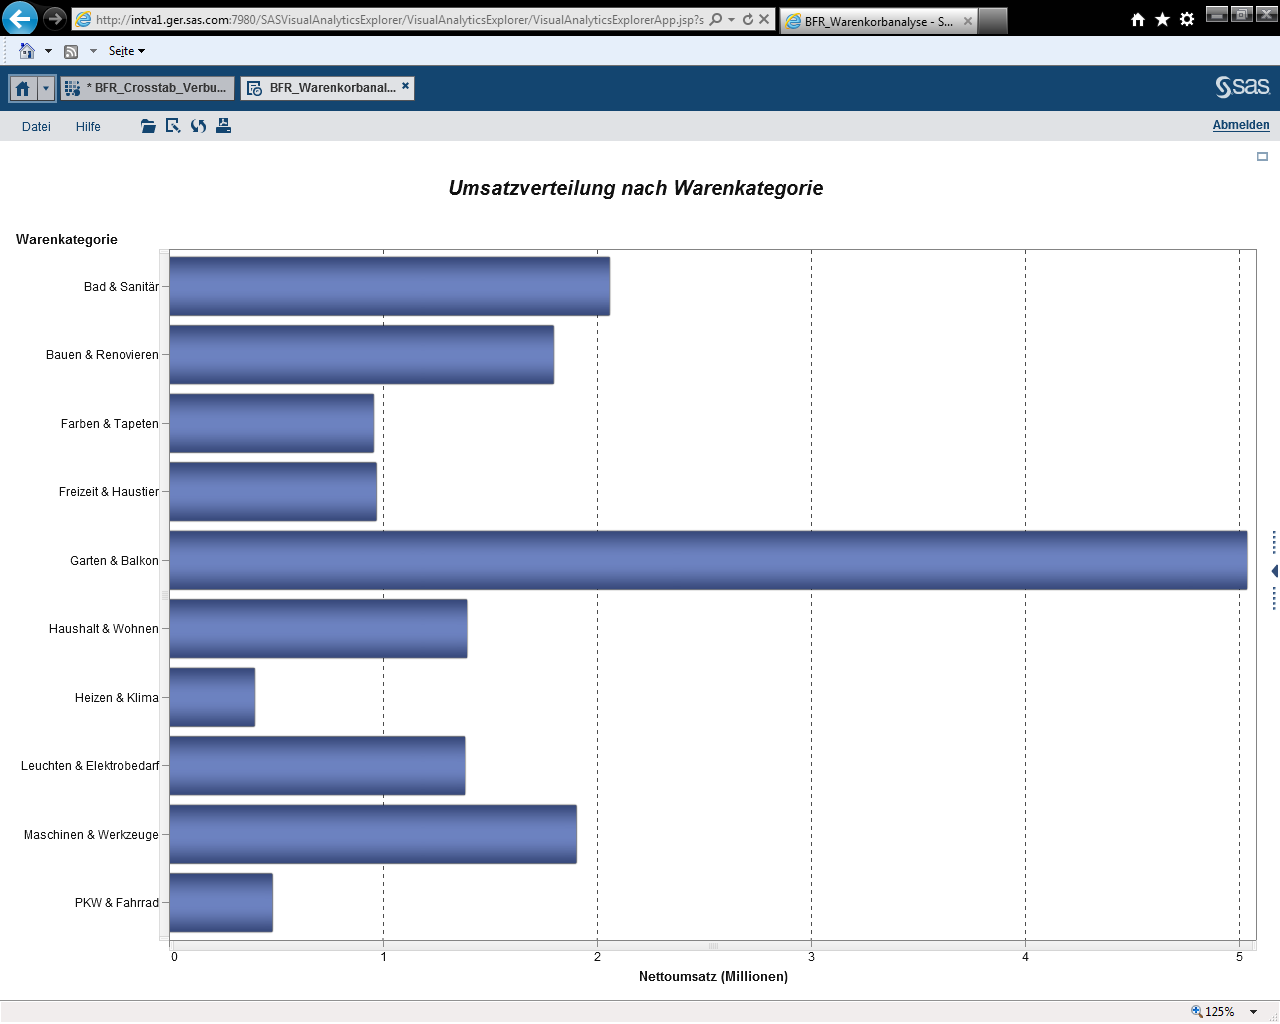 http://intva1.ger.sas.com:7980/SASVisualAnalyticsExplorer/VisualAnalyticsExplorer/VisualAnalyticsExplorerApp.jsp?s
BFR_Warenkorbanalyse - S...
Seite
* BFR_Crosstab_Verbu...
BFR_Warenkorbanal...
sas
Datei
Hilfe
Abmelden
Umsatzverteilung nach Warenkategorie
Warenkategorie
Bad & Sanitär
Bauen & Renovieren
Farben & Tapeten
Freizeit & Haustier
Garten & Balkon
Haushalt & Wohnen
Heizen & Klima
Leuchten & Elektrobedarf
Maschinen & Werkzeuge
PKW & Fahrrad
0 1 2 3 4 5
Nettoumsatz (Millionen)
125%